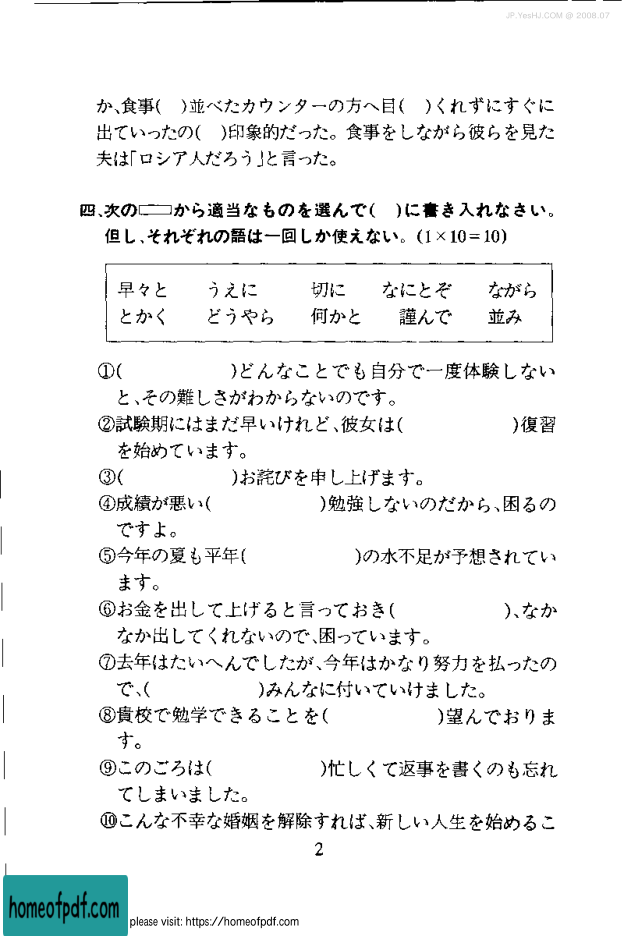 JP.YesHJ.COM @ 2008.07
か、食事(　)並べたカウンターの方へ目(　)くれずにすぐに
出ていったの(　)印象的だった。食事をしながら彼らを見た
夫は「ロシア人だろう」と言った。
四、次の▭から適当なものを選んで(　)に書き入れなさい。
但し、それぞれの語は一回しか使えない。(1×10=10)
早々と　うえに　切に　なにとぞ　ながら
とかく　どうやら　何かと　謹んで　並み
①(　　　　)どんなことでも自分で一度体験しない
と、その難しさがわからないのです。
②試験期にはまだ早いけれど、彼女は(　　　　)復習
を始めています。
③(　　　　)お詫びを申し上げます。
④成績が悪い(　　　　)勉強しないのだから、困るの
ですよ。
⑤今年の夏も平年(　　　　)の水不足が予想されてい
ます。
⑥お金を出して上げると言っておき(　　　　)、なか
なか出してくれないので、困っています。
⑦去年はたいへんでしたが、今年はかなり努力を払ったの
で、(　　　　)みんなに付いていけました。
⑧貴校で勉学できることを(　　　　)望んでおりま
す。
⑨このごろは(　　　　)忙しくて返事を書くのも忘れ
てしまいました。
⑩こんな不幸な婚姻を解除すれば、新しい人生を始めるこ
2
homeofpdf.com
please visit: https://homeofpdf.com